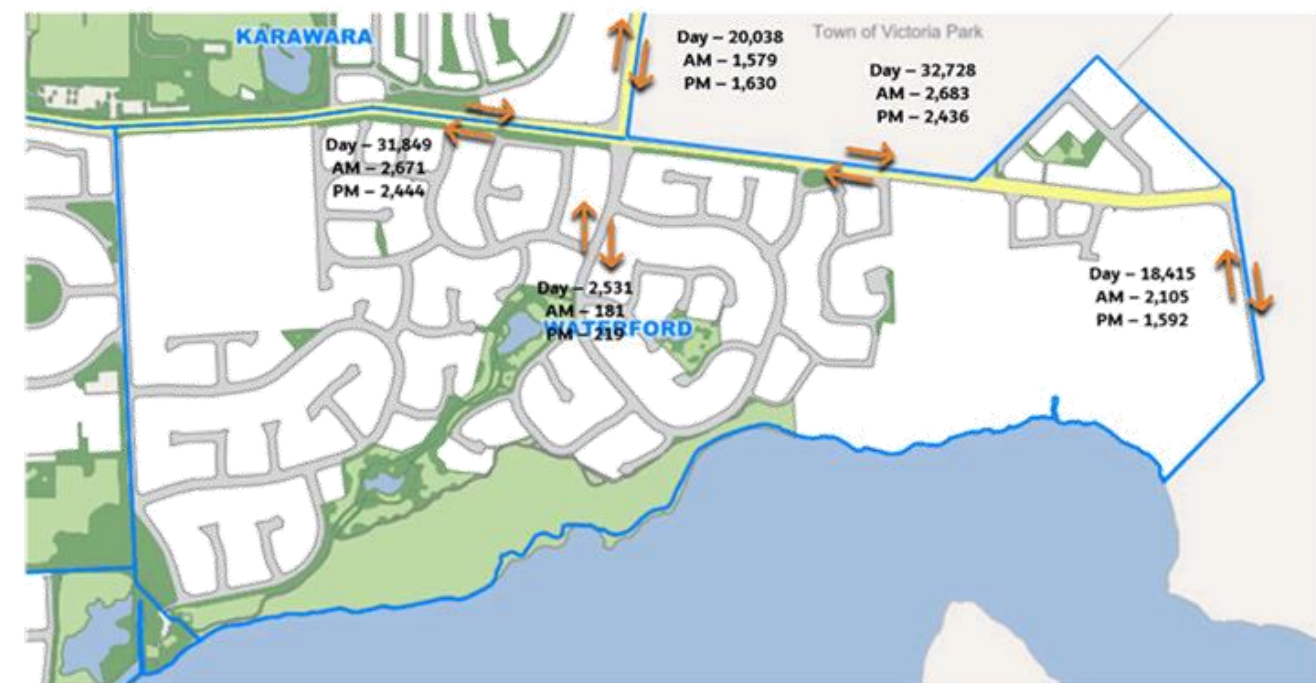 KARAWARA
Day – 20,038
AM – 1,579
PM – 1,630
Town of Victoria Park
Day – 32,728
AM – 2,683
PM – 2,436
Day – 31,849
AM – 2,671
PM – 2,444
Day – 2,531
AM – 181
PM – 219
WATERFORD
Day – 18,415
AM – 2,105
PM – 1,592